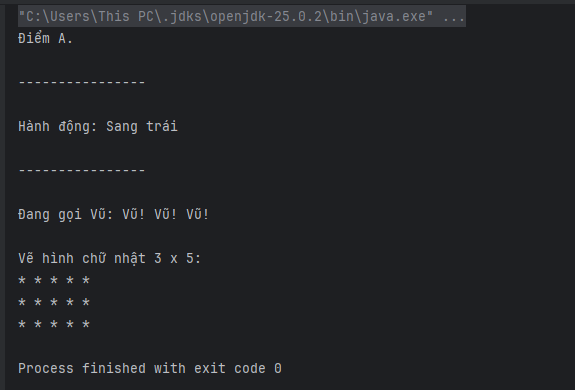 "C:\Users\This PC\.jdks\openjdk-25.0.2\bin\java.exe" ...
Điểm A.
----------------
Hành động: Sang trái
----------------
Đang gọi Vũ: Vũ! Vũ! Vũ!
Vẽ hình chữ nhật 3 x 5:
* * * * *
* * * * *
* * * * *
Process finished with exit code 0